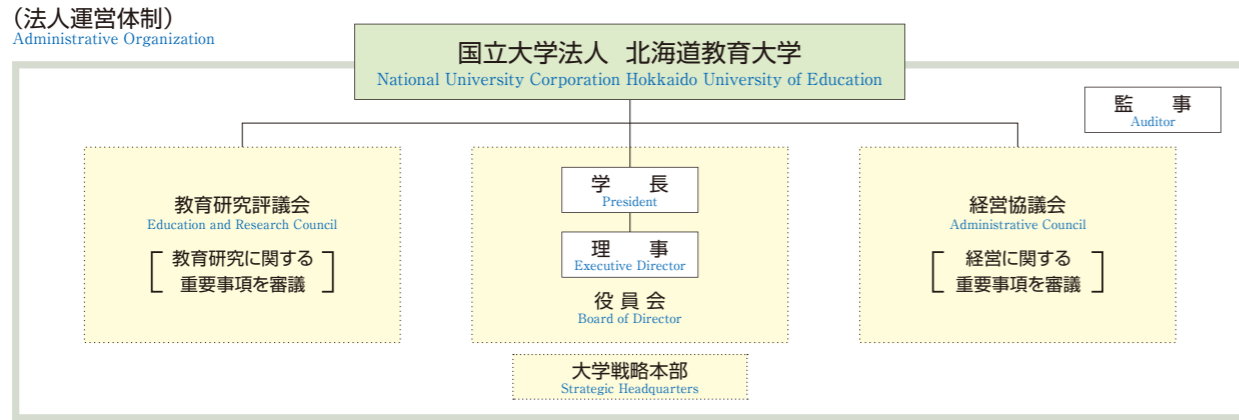 （法人運営体制）
Administrative Organization
国立大学法人 北海道教育大学
National University Corporation Hokkaido University of Education
監 事
Auditor
教育研究評議会
Education and Research Council
教育研究に関する
重要事項を審議
学 長
President
理 事
Executive Director
役 員 会
Board of Director
経営協議会
Administrative Council
経営に関する
重要事項を審議
大学戦略本部
Strategic Headquarters